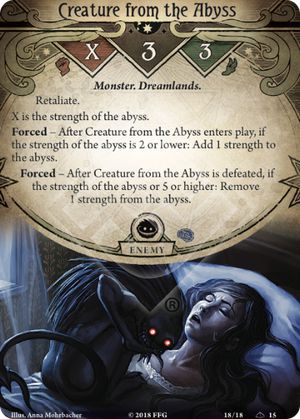 Creature from the Abyss
X 3 3
Monster. Dreamlands.
Retaliate.
X is the strength of the abyss.
Forced – After Creature from the Abyss enters play, if
the strength of the abyss is 2 or lower: Add 1 strength to
the abyss.
Forced – After Creature from the Abyss is defeated, if
the strength of the abyss or 5 or higher: Remove
1 strength from the abyss.
ENEMY
®
Illus. Anna Mohrbacher
© 2018 FFG
18/18
15